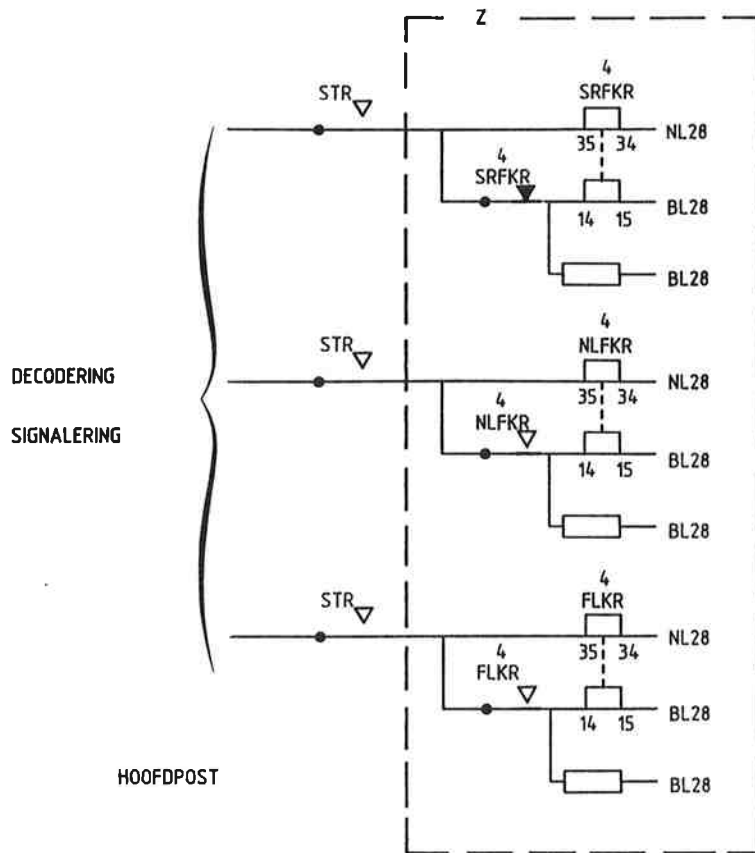 Z
4
SRFKR
STR
35 34
NL28
4
SRFKR
14 15
BL28
BL28
4
NLFKR
STR
35 34
NL28
DECODERING
4
NLFKR
SIGNALERING
14 15
BL28
BL28
4
FLKR
STR
35 34
NL28
4
FLKR
14 15
BL28
HOOFDPOST
BL28